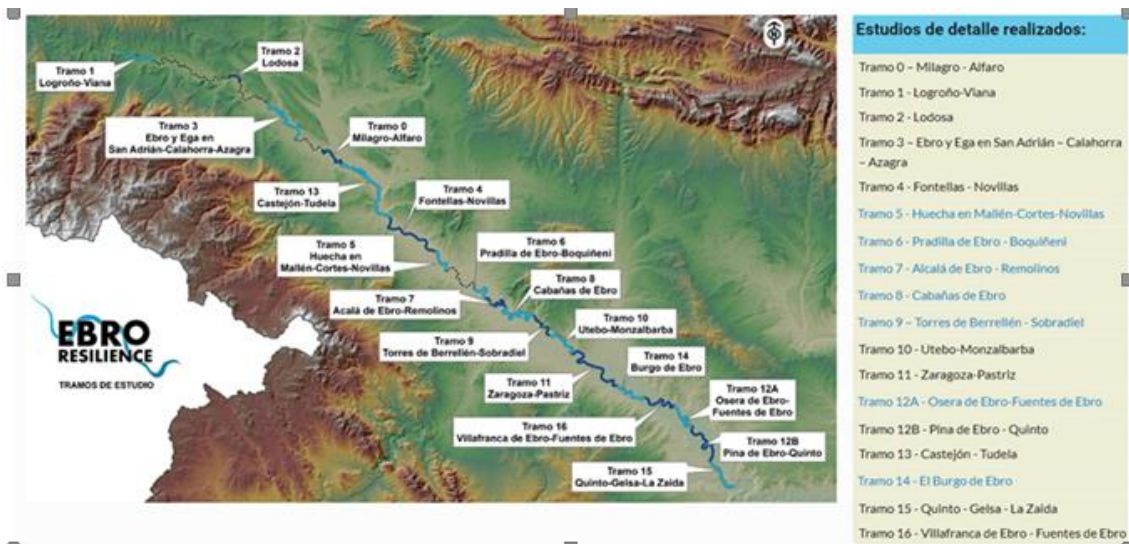 Tramo 2
Lodosa
Tramo 1
Logroño-Viana
Tramo 3
Ebro y Ega en
San Adrián-Calahorra-Azagra
Tramo 0
Milagro-Alfaro
Tramo 13
Castejón-Tudela
Tramo 4
Fontellas-Novillas
Tramo 5
Huecha en
Mallén-Cortes-Novillas
Tramo 6
Pradilla de Ebro-Boquiñeni
Tramo 8
Cabañas de Ebro
Tramo 7
Acalá de Ebro-Remolinos
Tramo 10
Utebo-Monzalbarba
Tramo 9
Torres de Berrellén-Sobradiel
Tramo 14
Burgo de Ebro
Tramo 11
Zaragoza-Pastriz
Tramo 12A
Osera de Ebro-
Fuentes de Ebro
Tramo 16
Villafranca de Ebro-Fuentes de Ebro
Tramo 12B
Pina de Ebro-Quinto
Tramo 15
Quinto-Gelsa-La Zaida
EBRO
RESILIENCE
TRAMOS DE ESTUDIO
Estudios de detalle realizados:
Tramo 0 – Milagro - Alfaro
Tramo 1 - Logroño-Viana
Tramo 2 - Lodosa
Tramo 3 – Ebro y Ega en San Adrián – Calahorra
– Azagra
Tramo 4 - Fontellas - Novillas
Tramo 5 - Huecha en Mallén-Cortes-Novillas
Tramo 6 - Pradilla de Ebro - Boquiñeni
Tramo 7 - Alcalá de Ebro - Remolinos
Tramo 8 - Cabañas de Ebro
Tramo 9 – Torres de Berrellén - Sobradiel
Tramo 10 - Utebo-Monzalbarba
Tramo 11 - Zaragoza-Pastriz
Tramo 12A - Osera de Ebro-Fuentes de Ebro
Tramo 12B - Pina de Ebro - Quinto
Tramo 13 - Castejón - Tudela
Tramo 14 - El Burgo de Ebro
Tramo 15 - Quinto - Gelsa - La Zaida
Tramo 16 - Villafranca de Ebro - Fuentes de Ebro